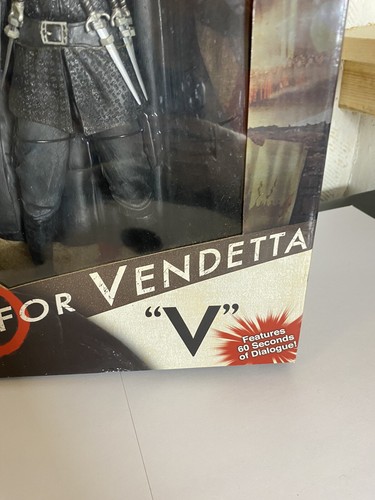 FOR VENDETTA
“V”
Features
60 Seconds
of Dialogue!